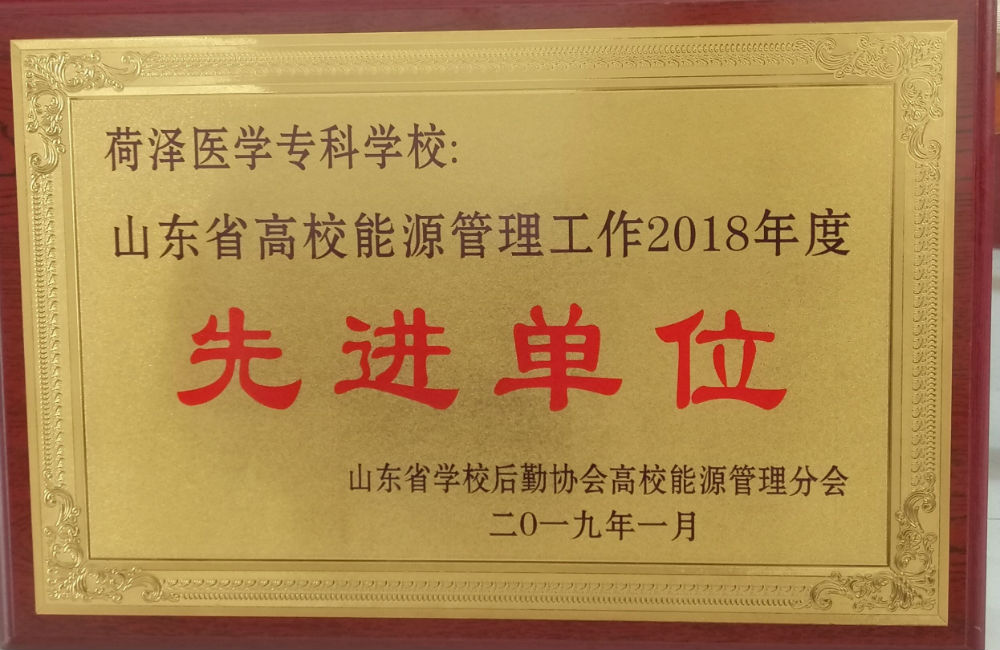 荷泽医学专科学校:
山东省高校能源管理工作2018年度
先进单位
山东省学校后勤协会高校能源管理分会
二0一九年一月